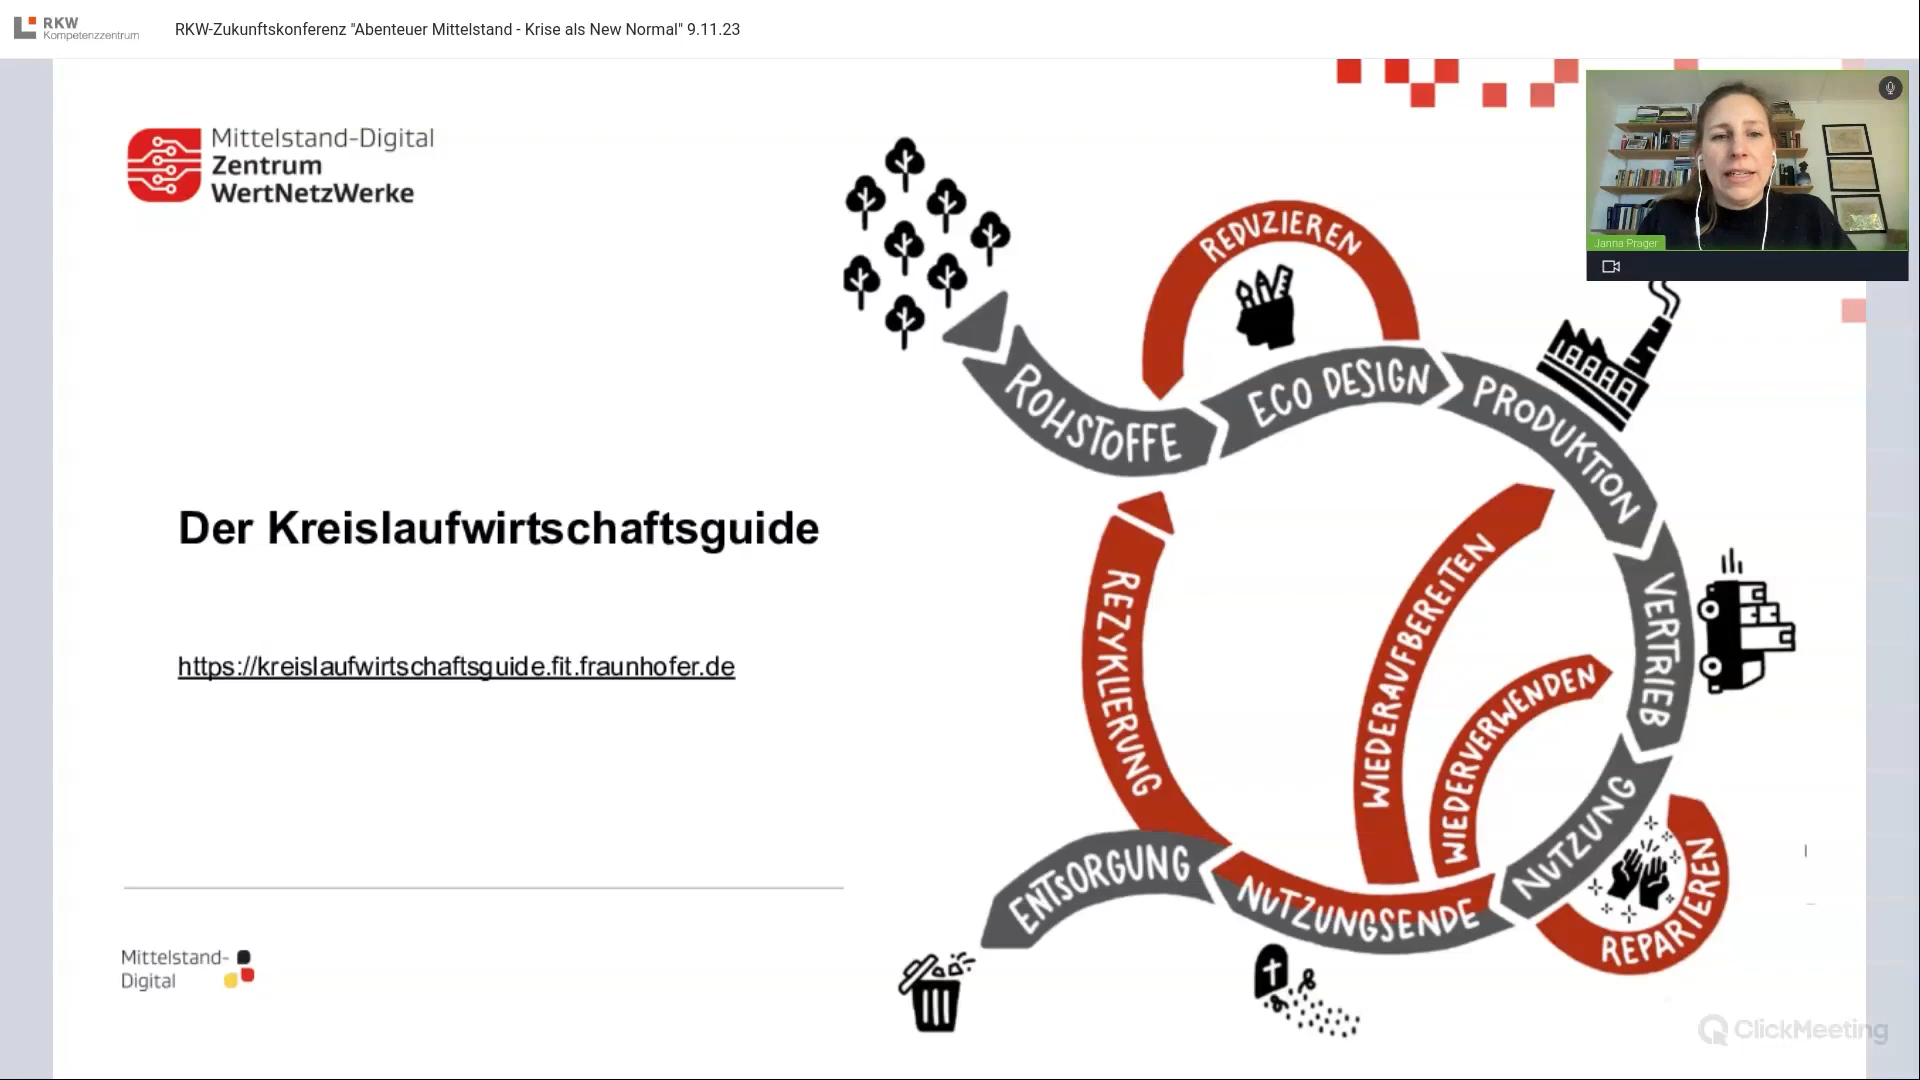 RKW
Kompetenzzentrum
RKW-Zukunftskonferenz "Abenteuer Mittelstand - Krise als New Normal" 9.11.23
Mittelstand-Digital
Zentrum
WertNetzWerke
Janna Prager
REDUZIEREN
ROHSTOFFE
ECO DESIGN
PRODUKTION
Der Kreislaufwirtschaftsguide
https://kreislaufwirtschaftsguide.fit.fraunhofer.de
REZYKLIERUNG
WIEDERAUFBEREITEN
WIEDERVERWENDEN
VERTRIEB
NUTZUNG
REPARIEREN
NUTZUNGSENDE
ENTSORGUNG
Mittelstand-
Digital
ClickMeeting